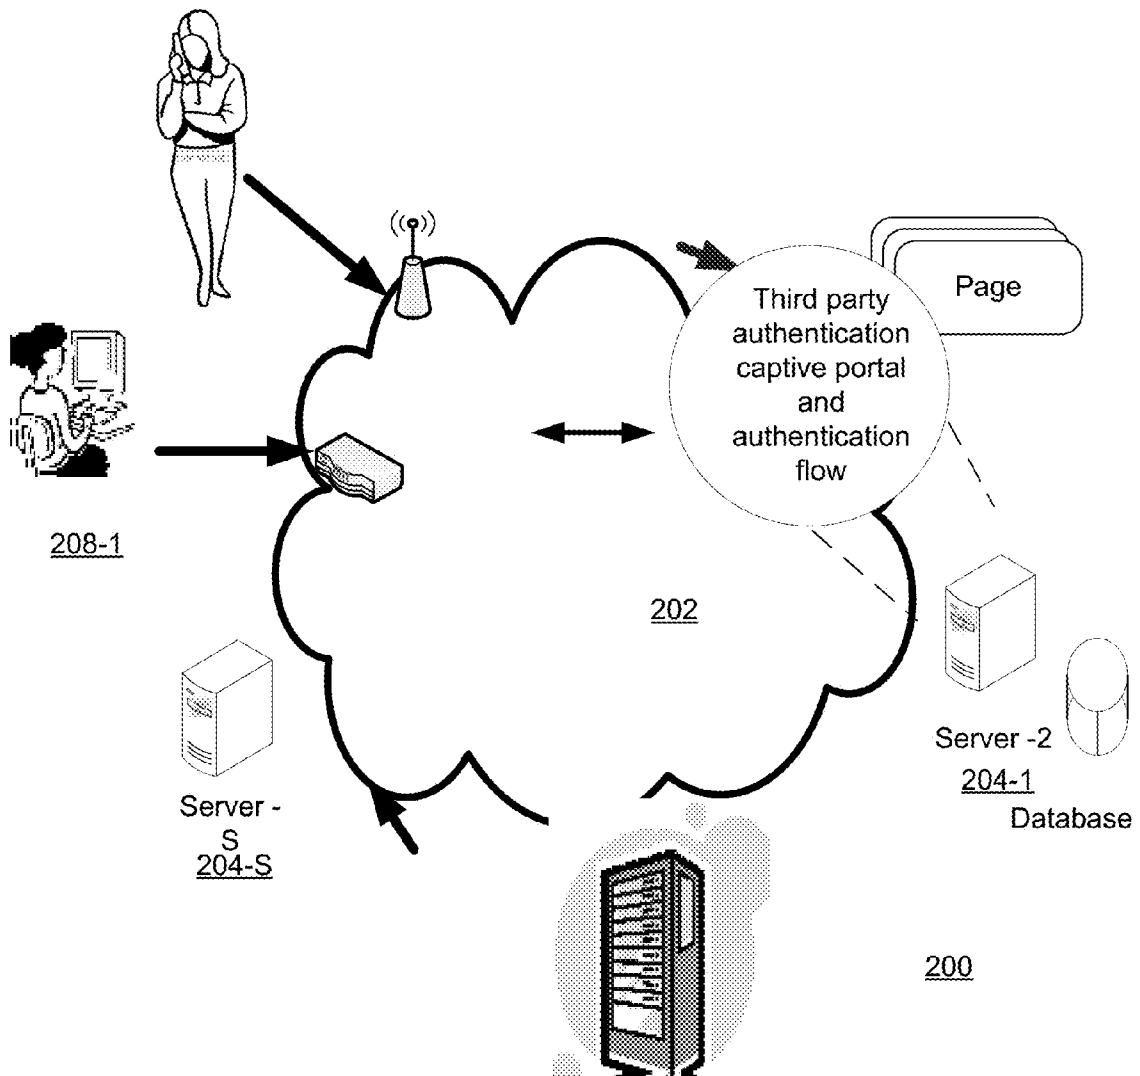 Page
Third party
authentication
captive portal
and
authentication
flow
208-1
202
Server -2
204-1
Database
Server -
S
204-S
200